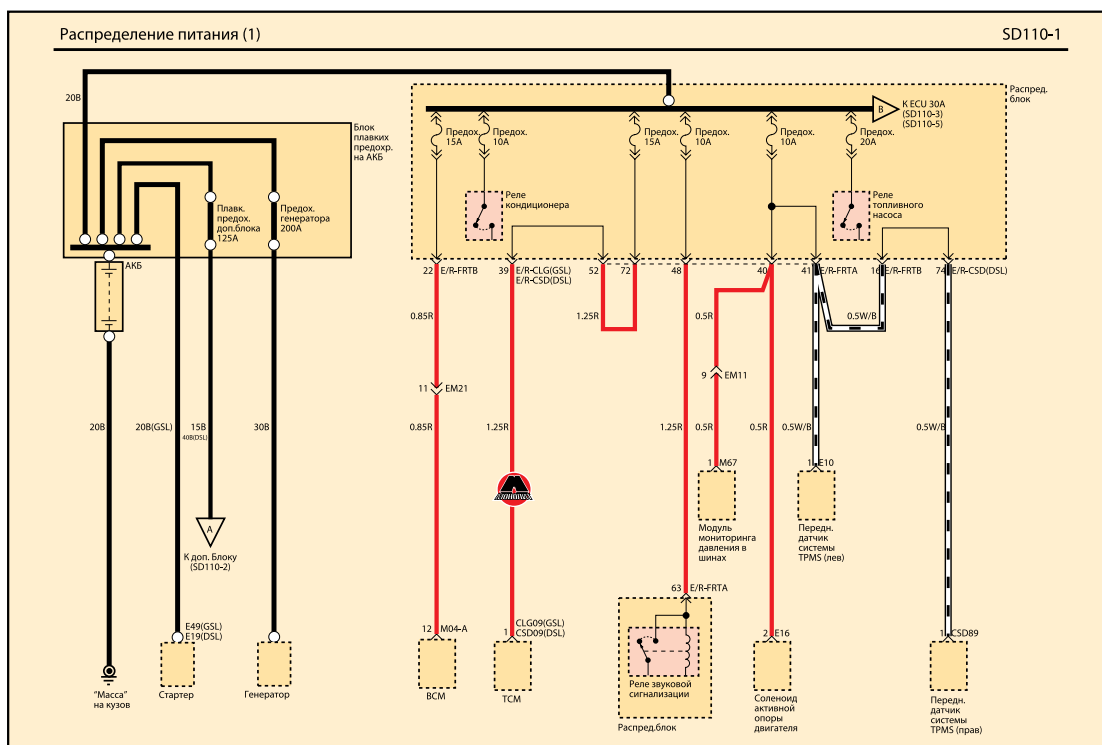 Распределение питания (1)
SD110-1
20B
Распред.
блок
К ECU 30A
(SD110-3)
(SD110-5)
B
Блок
плавких
предохр.
на АКБ
Предох.
15A
Предох.
10A
Предох.
15A
Предох.
10A
Предох.
10A
Предох.
20A
Плавк.
предох.
доп.блока
125A
Предох.
генератора
200A
Реле
кондиционера
Реле
топливного
насоса
АКБ
22
E/R-FRTB
39
E/R-CLG(GSL)
E/R-CSD(DSL)
52
72
48
40
41
E/R-FRTA
16
E/R-FRTB
74
E/R-CSD(DSL)
0.85R
1.25R
0.5R
0.5W/B
11
EM21
9
EM11
20B
20B(GSL)
15B
40B(DSL)
30B
0.85R
1.25R
1.25R
0.5R
0.5R
0.5W/B
0.5W/B
1
M67
1
E10
A
К доп. Блоку
(SD110-2)
Модуль
мониторинга
давления в
шинах
Передн.
датчик
системы
TPMS (лев)
63
E/R-FRTA
E49(GSL)
E19(DSL)
12
M04-A
1
CLG09(GSL)
CSD09(DSL)
2
E16
1
CSD89
"Масса"
на кузов
Стартер
Генератор
BCM
TCM
Реле звуковой
сигнализации
Распред.блок
Соленоид
активной
опоры
двигателя
Передн.
датчик
системы
TPMS (прав)